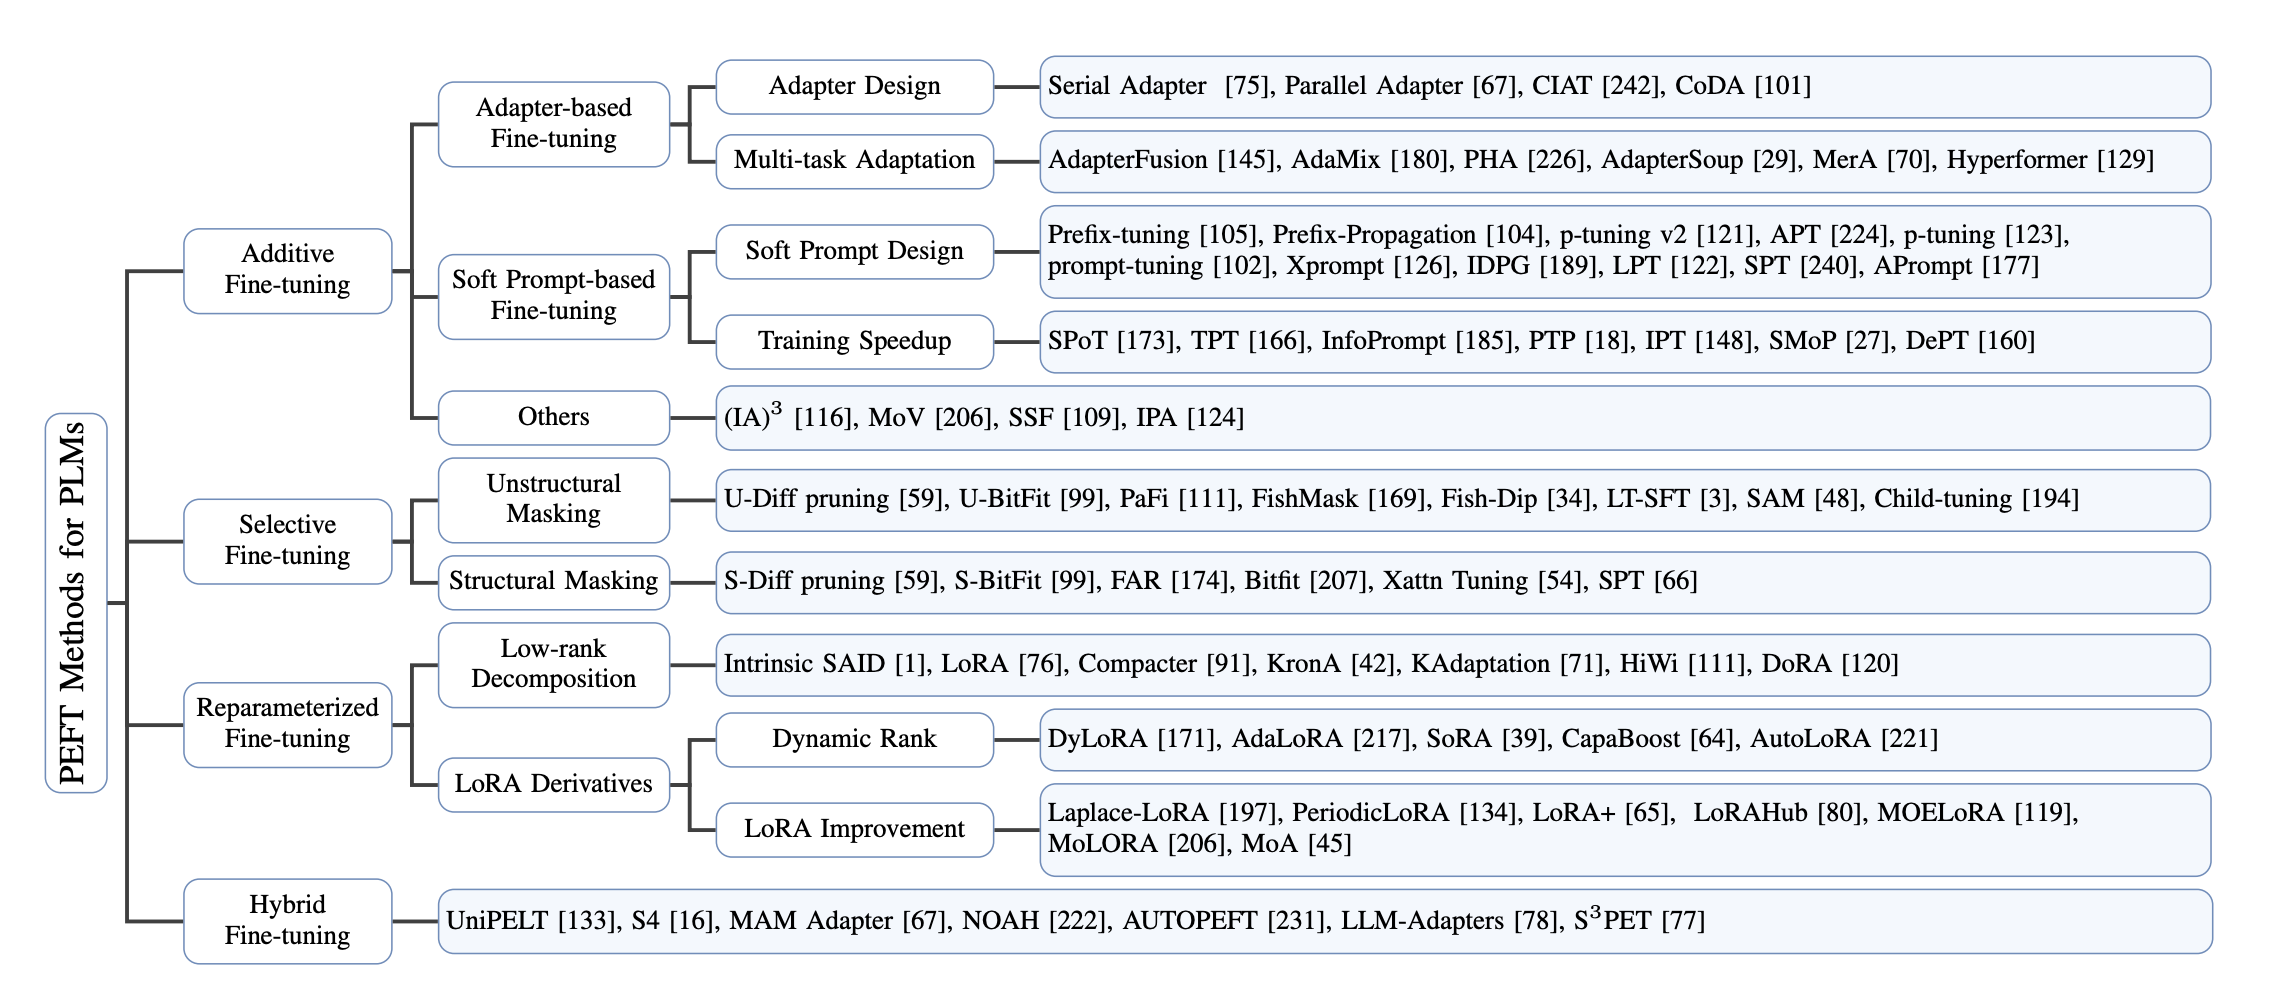 PEFT Methods for PLMs
Additive
Fine-tuning
Adapter-based
Fine-tuning
Adapter Design
Serial Adapter [75], Parallel Adapter [67], CIAT [242], CoDA [101]
Multi-task Adaptation
AdapterFusion [145], AdaMix [180], PHA [226], AdapterSoup [29], MerA [70], Hyperformer [129]
Soft Prompt-based
Fine-tuning
Soft Prompt Design
Prefix-tuning [105], Prefix-Propagation [104], p-tuning v2 [121], APT [224], p-tuning [123],
prompt-tuning [102], Xprompt [126], IDPG [189], LPT [122], SPT [240], APrompt [177]
Training Speedup
SPoT [173], TPT [166], InfoPrompt [185], PTP [18], IPT [148], SMoP [27], DePT [160]
Others
(IA)³ [116], MoV [206], SSF [109], IPA [124]
Selective
Fine-tuning
Unstructural
Masking
U-Diff pruning [59], U-BitFit [99], PaFi [111], FishMask [169], Fish-Dip [34], LT-SFT [3], SAM [48], Child-tuning [194]
Structural Masking
S-Diff pruning [59], S-BitFit [99], FAR [174], Bitfit [207], Xattn Tuning [54], SPT [66]
Reparameterized
Fine-tuning
Low-rank
Decomposition
Intrinsic SAID [1], LoRA [76], Compacter [91], KronA [42], KAdaptation [71], HiWi [111], DoRA [120]
LoRA Derivatives
Dynamic Rank
DyLoRA [171], AdaLoRA [217], SoRA [39], CapaBoost [64], AutoLoRA [221]
LoRA Improvement
Laplace-LoRA [197], PeriodicLoRA [134], LoRA+ [65], LoRAHub [80], MOELoRA [119],
MoLORA [206], MoA [45]
Hybrid
Fine-tuning
UniPELT [133], S4 [16], MAM Adapter [67], NOAH [222], AUTOPEFT [231], LLM-Adapters [78], S³PET [77]